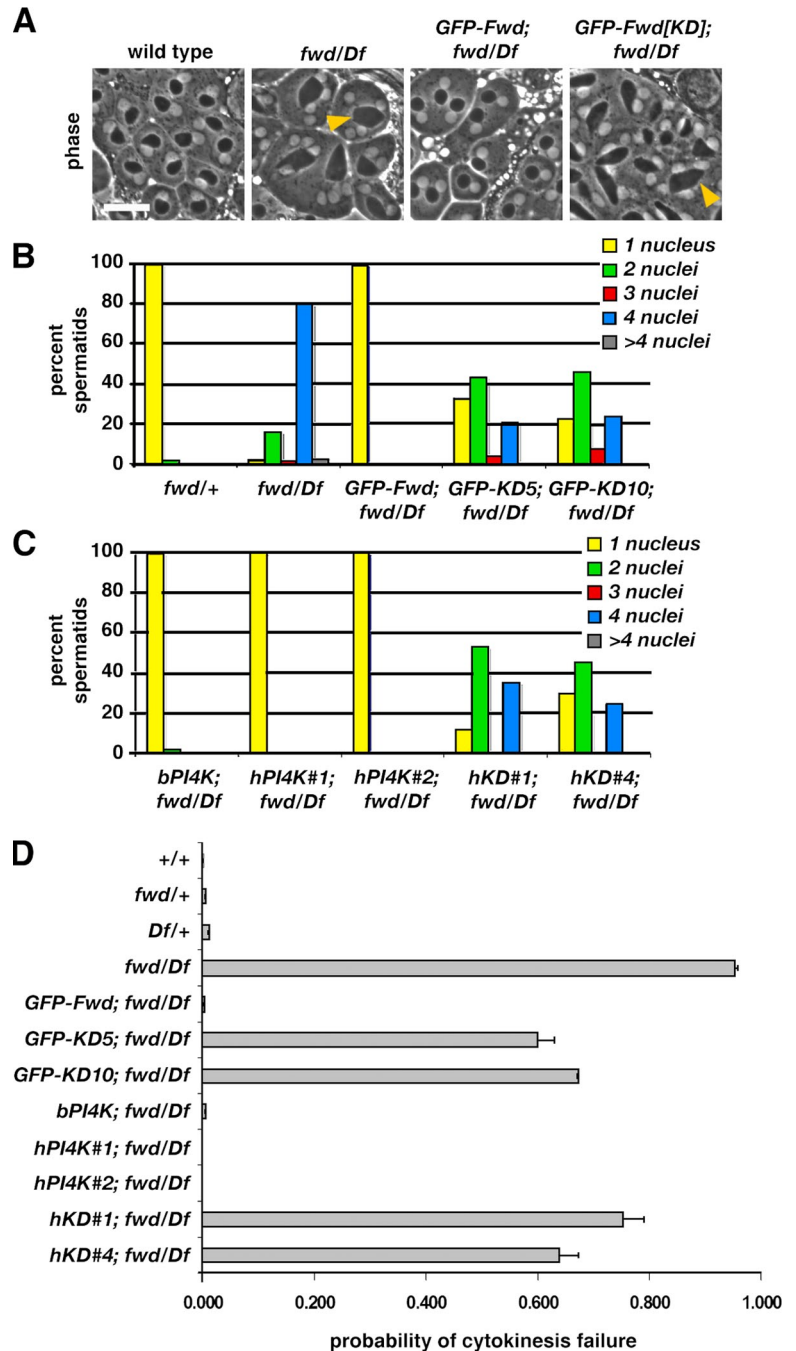 A
wild type
fwd/Df
GFP-Fwd;
fwd/Df
GFP-Fwd[KD];
fwd/Df
phase
B
percent
spermatids
100
80
60
40
20
0
1 nucleus
2 nuclei
3 nuclei
4 nuclei
>4 nuclei
fwd/+
fwd/Df
GFP-Fwd;
fwd/Df
GFP-KD5;
fwd/Df
GFP-KD10;
fwd/Df
C
percent
spermatids
100
80
60
40
20
0
1 nucleus
2 nuclei
3 nuclei
4 nuclei
>4 nuclei
bPI4K;
fwd/Df
hPI4K#1;
fwd/Df
hPI4K#2;
fwd/Df
hKD#1;
fwd/Df
hKD#4;
fwd/Df
D
+/+
fwd/+
Df/+
fwd/Df
GFP-Fwd; fwd/Df
GFP-KD5; fwd/Df
GFP-KD10; fwd/Df
bPI4K; fwd/Df
hPI4K#1; fwd/Df
hPI4K#2; fwd/Df
hKD#1; fwd/Df
hKD#4; fwd/Df
0.000 0.200 0.400 0.600 0.800 1.000
probability of cytokinesis failure